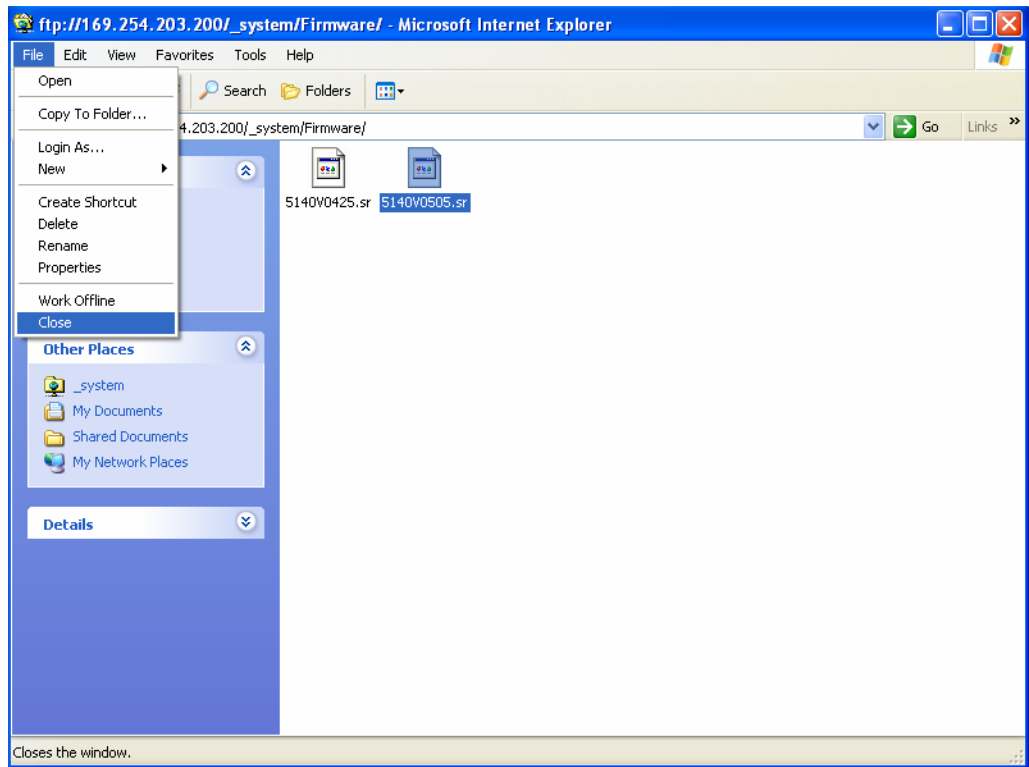 ftp://169.254.203.200/_system/Firmware/ - Microsoft Internet Explorer
File Edit View Favorites Tools Help
Open
Search Folders
Copy To Folder...
4.203.200/_system/Firmware/ Go Links »
Login As...
New
Create Shortcut
Delete
Rename
Properties
Work Offline
Close
5140V0425.sr 5140V0505.sr
Other Places
_system
My Documents
Shared Documents
My Network Places
Details
Closes the window.